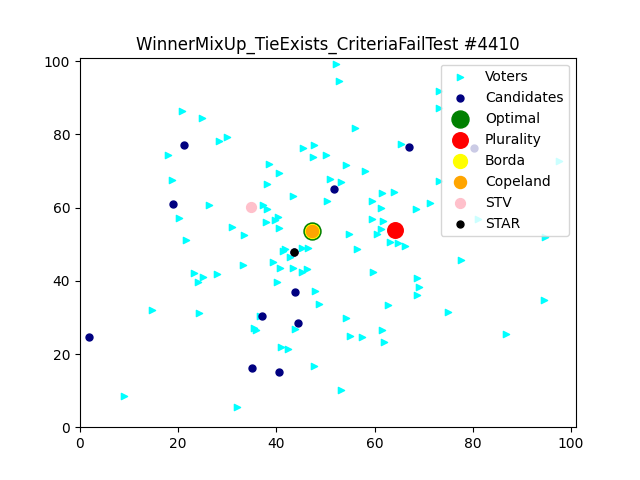 WinnerMixUp_TieExists_CriteriaFailTest #4410
100
80
60
40
20
0
0 20 40 60 80 100
Voters
Candidates
Optimal
Plurality
Borda
Copeland
STV
STAR